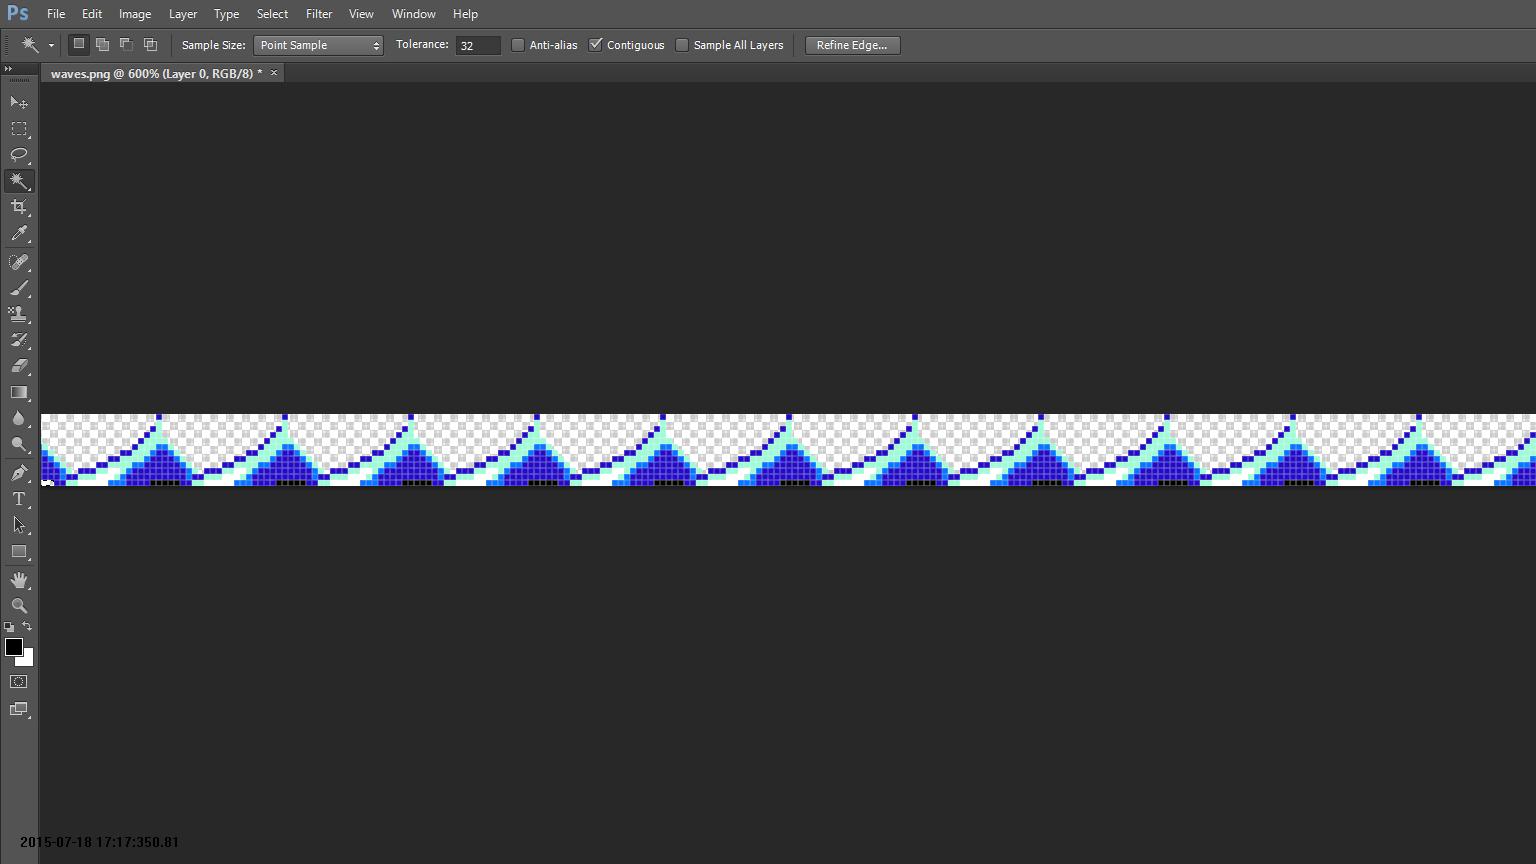 Ps File Edit Image Layer Type Select Filter View Window Help
Sample Size: Point Sample Tolerance: 32 Anti-alias Contiguous Sample All Layers Refine Edge...
waves.png @ 600% (Layer 0, RGB/8) * ×
T
2015-07-18 17:17:350.81